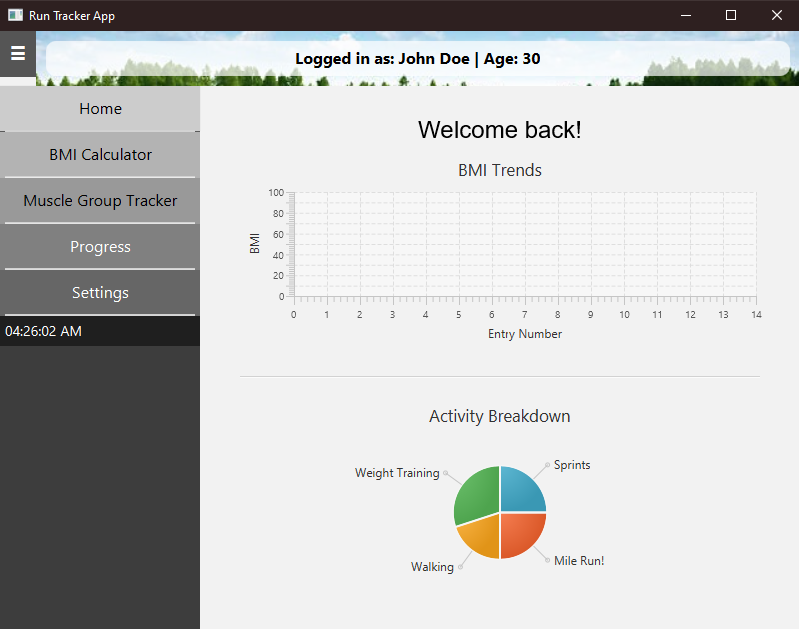 Run Tracker App
Logged in as: John Doe | Age: 30
Home
BMI Calculator
Muscle Group Tracker
Progress
Settings
04:26:02 AM
Welcome back!
BMI Trends
BMI
100
80
60
40
20
0
0 1 2 3 4 5 6 7 8 9 10 11 12 13 14
Entry Number
Activity Breakdown
Weight Training
Sprints
Walking
Mile Run!